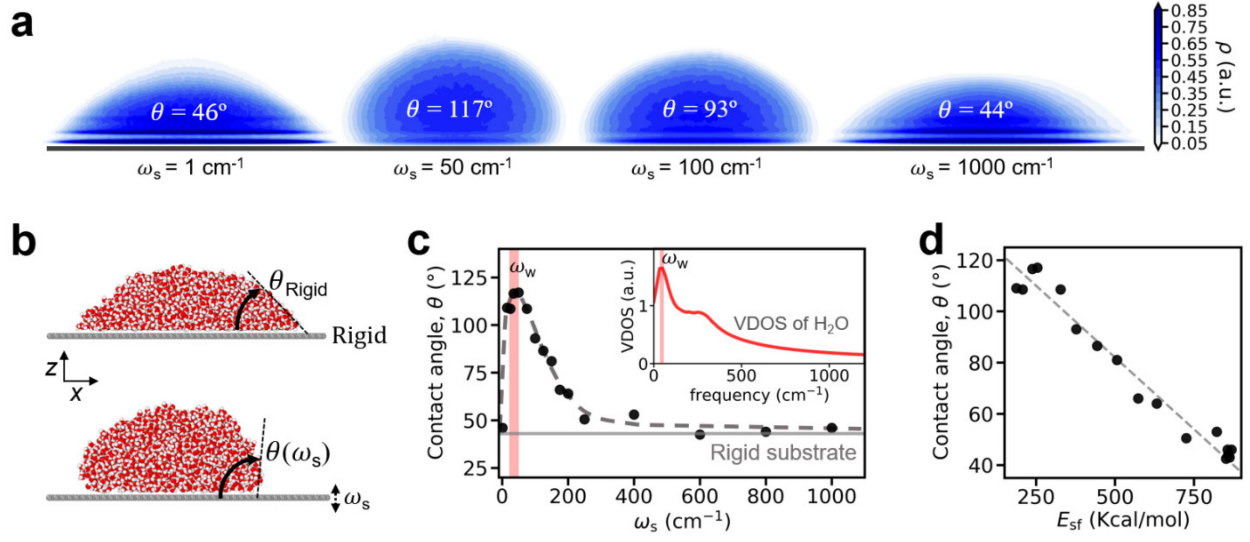 a
θ = 46º
θ = 117º
θ = 93º
θ = 44º
ωs = 1 cm-1
ωs = 50 cm-1
ωs = 100 cm-1
ωs = 1000 cm-1
0.85
0.75
0.65
0.55
0.45
0.35
0.25
0.15
0.05
ρ (a.u.)
b
θRigid
Rigid
z
x
θ(ωs)
ωs
c
Contact angle, θ (°)
125
100
75
50
25
0 200 400 600 800 1000
ωs (cm-1)
ωw
Rigid substrate
VDOS (a.u.)
1
0
ωw
VDOS of H2O
0 500 1000
frequency (cm-1)
d
Contact angle, θ (°)
120
100
80
60
40
250 500 750
Esf (Kcal/mol)